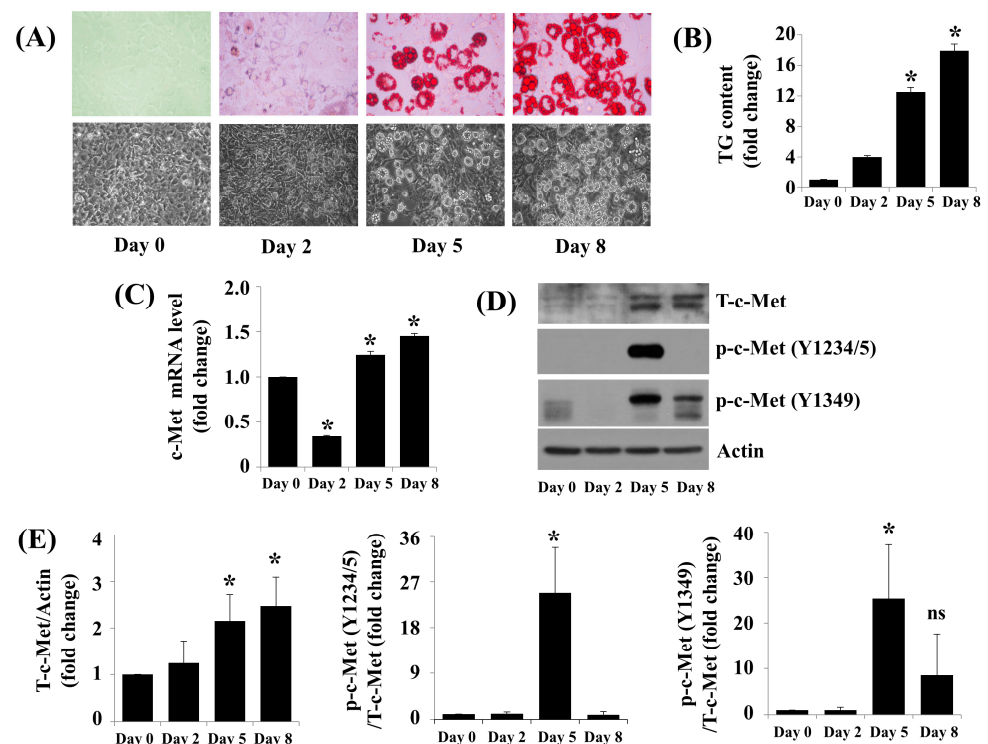 (A)
Day 0
Day 2
Day 5
Day 8
(B)
TG content
(fold change)
20
16
12
8
4
0
*
*
Day 0
Day 2
Day 5
Day 8
(C)
c-Met mRNA level
(fold change)
2.0
1.5
1.0
0.5
0
*
*
*
Day 0
Day 2
Day 5
Day 8
(D)
T-c-Met
p-c-Met (Y1234/5)
p-c-Met (Y1349)
Actin
Day 0
Day 2
Day 5
Day 8
(E)
T-c-Met/Actin
(fold change)
4
3
2
1
0
*
*
Day 0
Day 2
Day 5
Day 8
p-c-Met (Y1234/5)
/T-c-Met (fold change)
36
27
18
9
0
*
Day 0
Day 2
Day 5
Day 8
p-c-Met (Y1349)
/T-c-Met (fold change)
40
30
20
10
0
*
ns
Day 0
Day 2
Day 5
Day 8